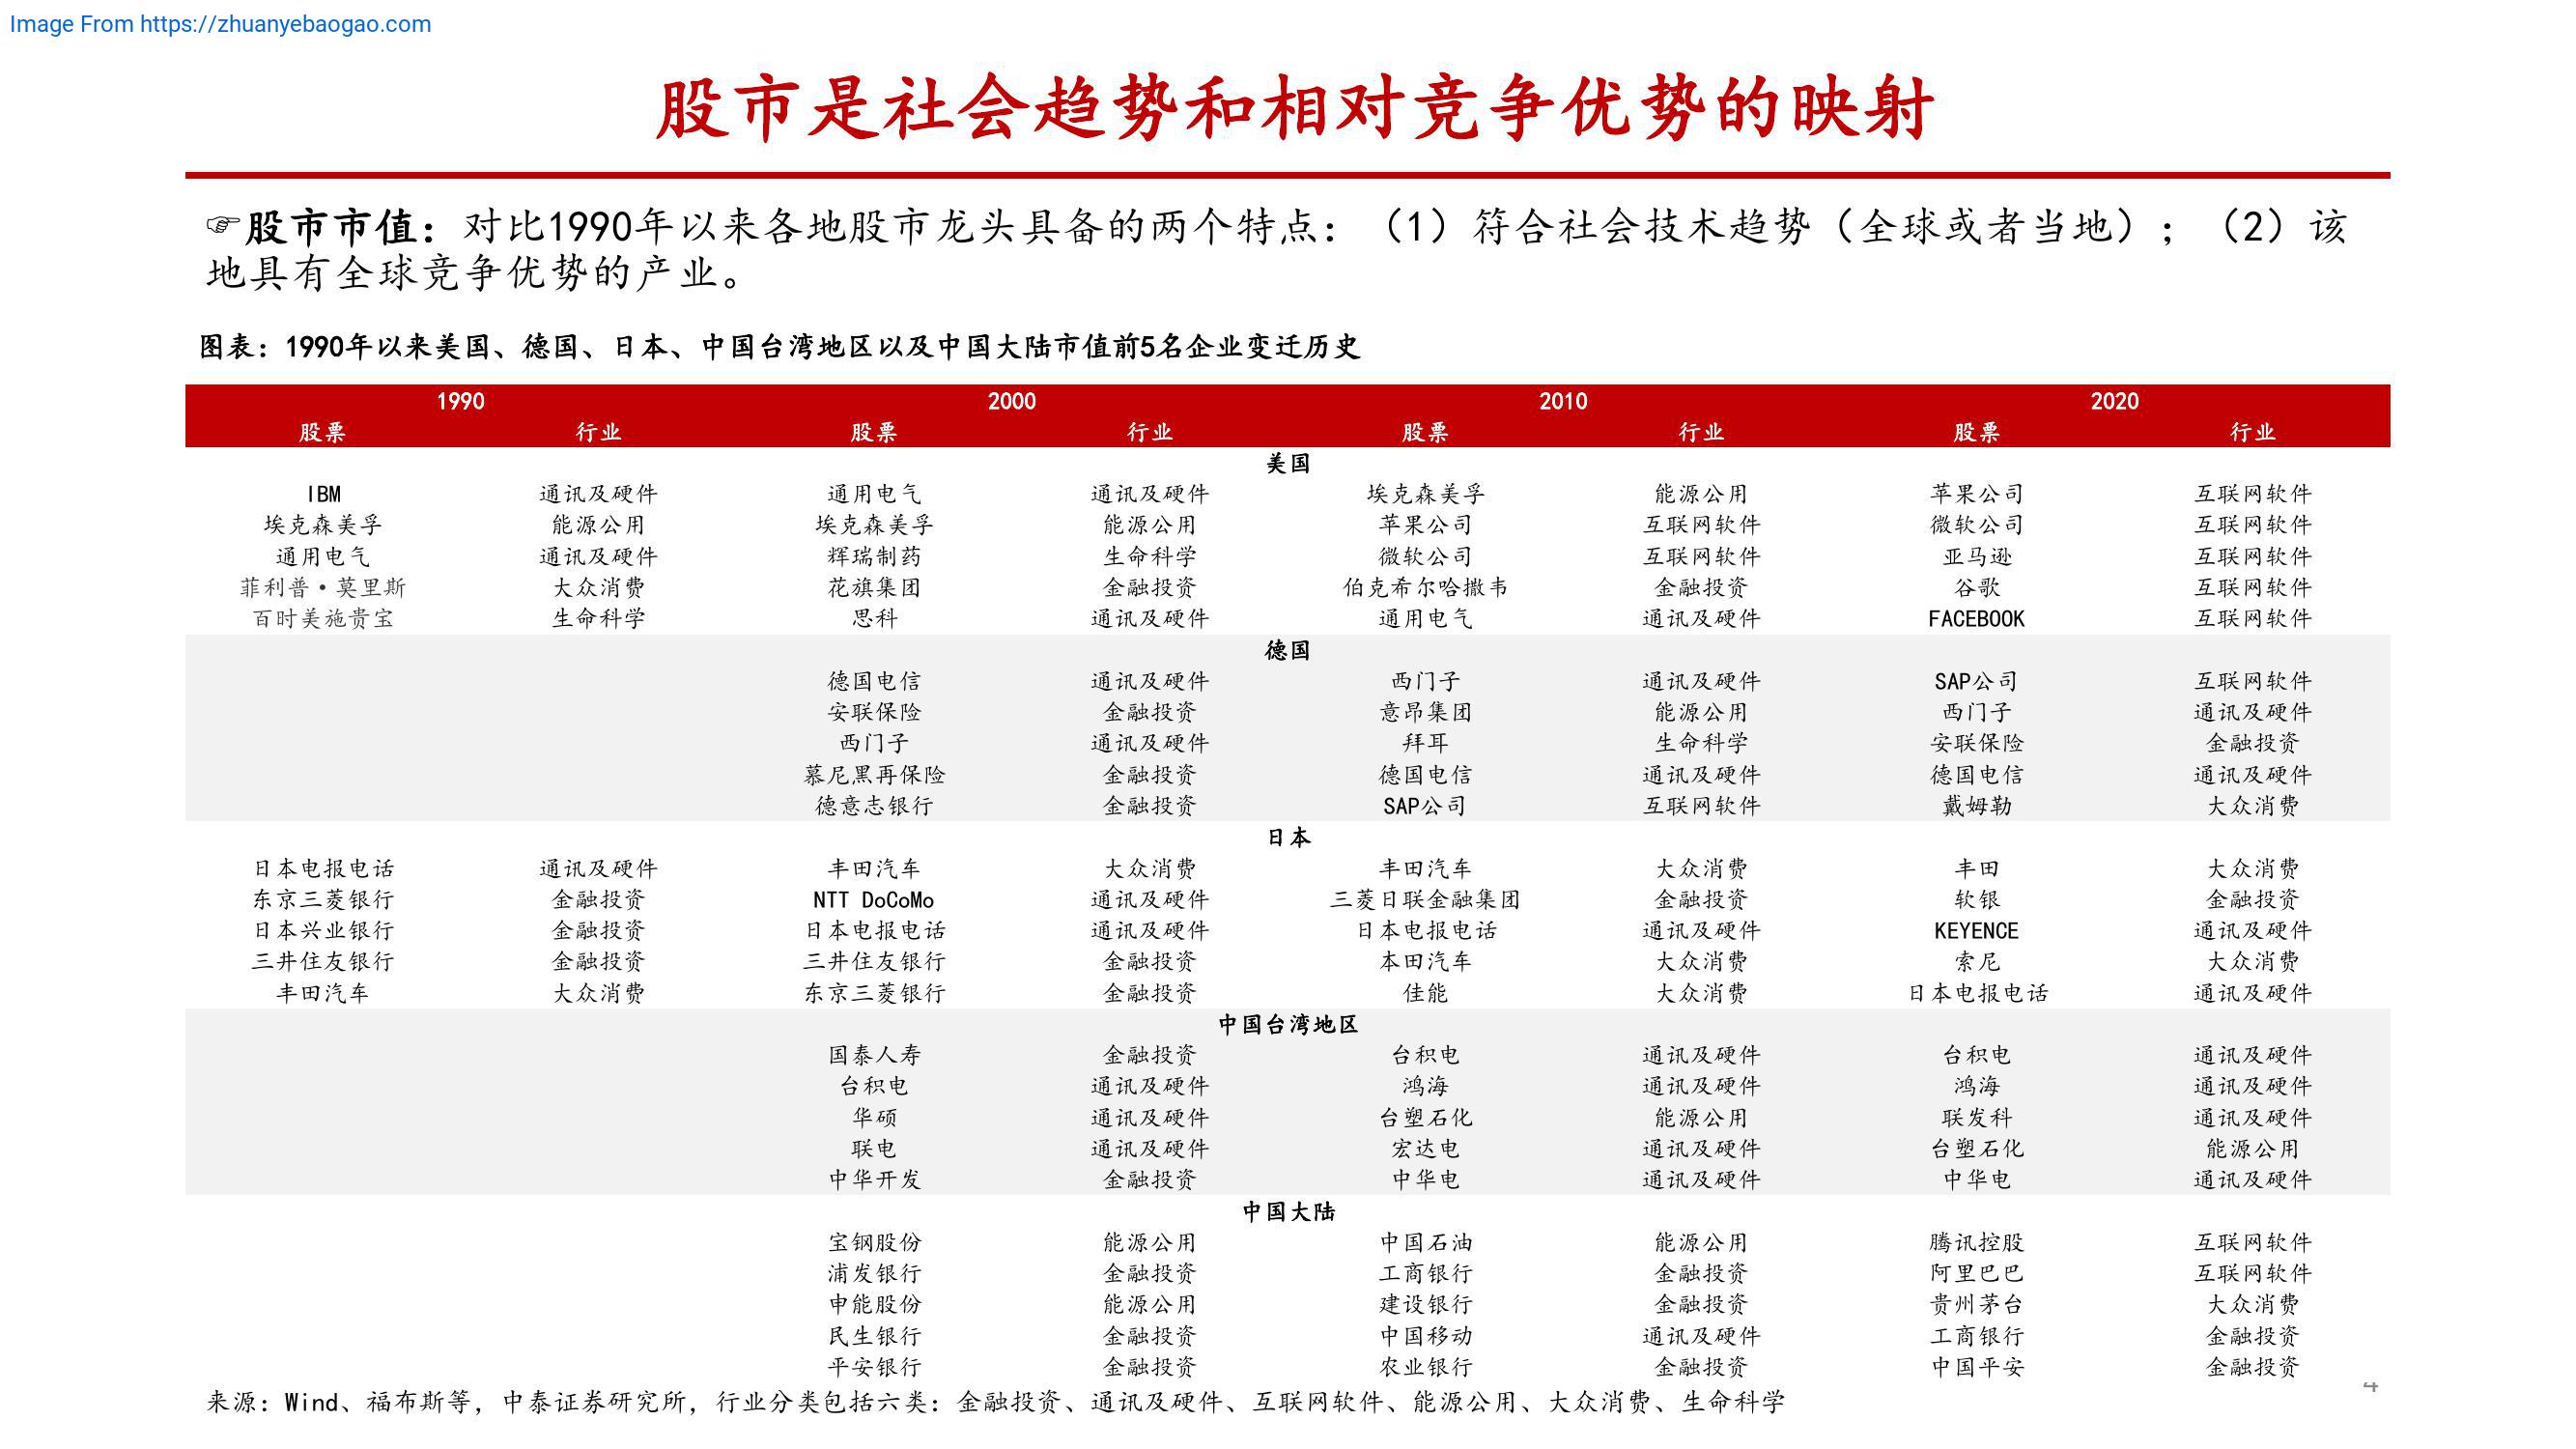 Image From https://zhuanyebaogao.com
股市是社会趋势和相对竞争优势的映射
☞股市市值：对比1990年以来各地股市龙头具备的两个特点：（1）符合社会技术趋势（全球或者当地）；（2）该
地具有全球竞争优势的产业。
图表：1990年以来美国、德国、日本、中国台湾地区以及中国大陆市值前5名企业变迁历史
1990 2000 2010 2020
股票 行业 股票 行业 股票 行业 股票 行业
美国
IBM 通讯及硬件 通用电气 通讯及硬件 埃克森美孚 能源公用 苹果公司 互联网软件
埃克森美孚 能源公用 埃克森美孚 能源公用 苹果公司 互联网软件 微软公司 互联网软件
通用电气 通讯及硬件 辉瑞制药 生命科学 微软公司 互联网软件 亚马逊 互联网软件
菲利普·莫里斯 大众消费 花旗集团 金融投资 伯克希尔哈撒韦 金融投资 谷歌 互联网软件
百时美施贵宝 生命科学 思科 通讯及硬件 通用电气 通讯及硬件 FACEBOOK 互联网软件
德国
德国电信 通讯及硬件 西门子 通讯及硬件 SAP公司 互联网软件
安联保险 金融投资 意昂集团 能源公用 西门子 通讯及硬件
西门子 通讯及硬件 拜耳 生命科学 安联保险 金融投资
慕尼黑再保险 金融投资 德国电信 通讯及硬件 德国电信 通讯及硬件
德意志银行 金融投资 SAP公司 互联网软件 戴姆勒 大众消费
日本
日本电报电话 通讯及硬件 丰田汽车 大众消费 丰田汽车 大众消费 丰田 大众消费
东京三菱银行 金融投资 NTT DoCoMo 通讯及硬件 三菱日联金融集团 金融投资 软银 金融投资
日本兴业银行 金融投资 日本电报电话 通讯及硬件 日本电报电话 通讯及硬件 KEYENCE 通讯及硬件
三井住友银行 金融投资 三井住友银行 金融投资 本田汽车 大众消费 索尼 大众消费
丰田汽车 大众消费 东京三菱银行 金融投资 佳能 大众消费 日本电报电话 通讯及硬件
中国台湾地区
国泰人寿 金融投资 台积电 通讯及硬件 台积电 通讯及硬件
台积电 通讯及硬件 鸿海 通讯及硬件 鸿海 通讯及硬件
华硕 通讯及硬件 台塑石化 能源公用 联发科 通讯及硬件
联电 通讯及硬件 宏达电 通讯及硬件 台塑石化 能源公用
中华开发 金融投资 中华电 通讯及硬件 中华电 通讯及硬件
中国大陆
宝钢股份 能源公用 中国石油 能源公用 腾讯控股 互联网软件
浦发银行 金融投资 工商银行 金融投资 阿里巴巴 互联网软件
申能股份 能源公用 建设银行 金融投资 贵州茅台 大众消费
民生银行 金融投资 中国移动 通讯及硬件 工商银行 金融投资
平安银行 金融投资 农业银行 金融投资 中国平安 金融投资
来源：Wind、福布斯等，中泰证券研究所，行业分类包括六类：金融投资、通讯及硬件、互联网软件、能源公用、大众消费、生命科学
4